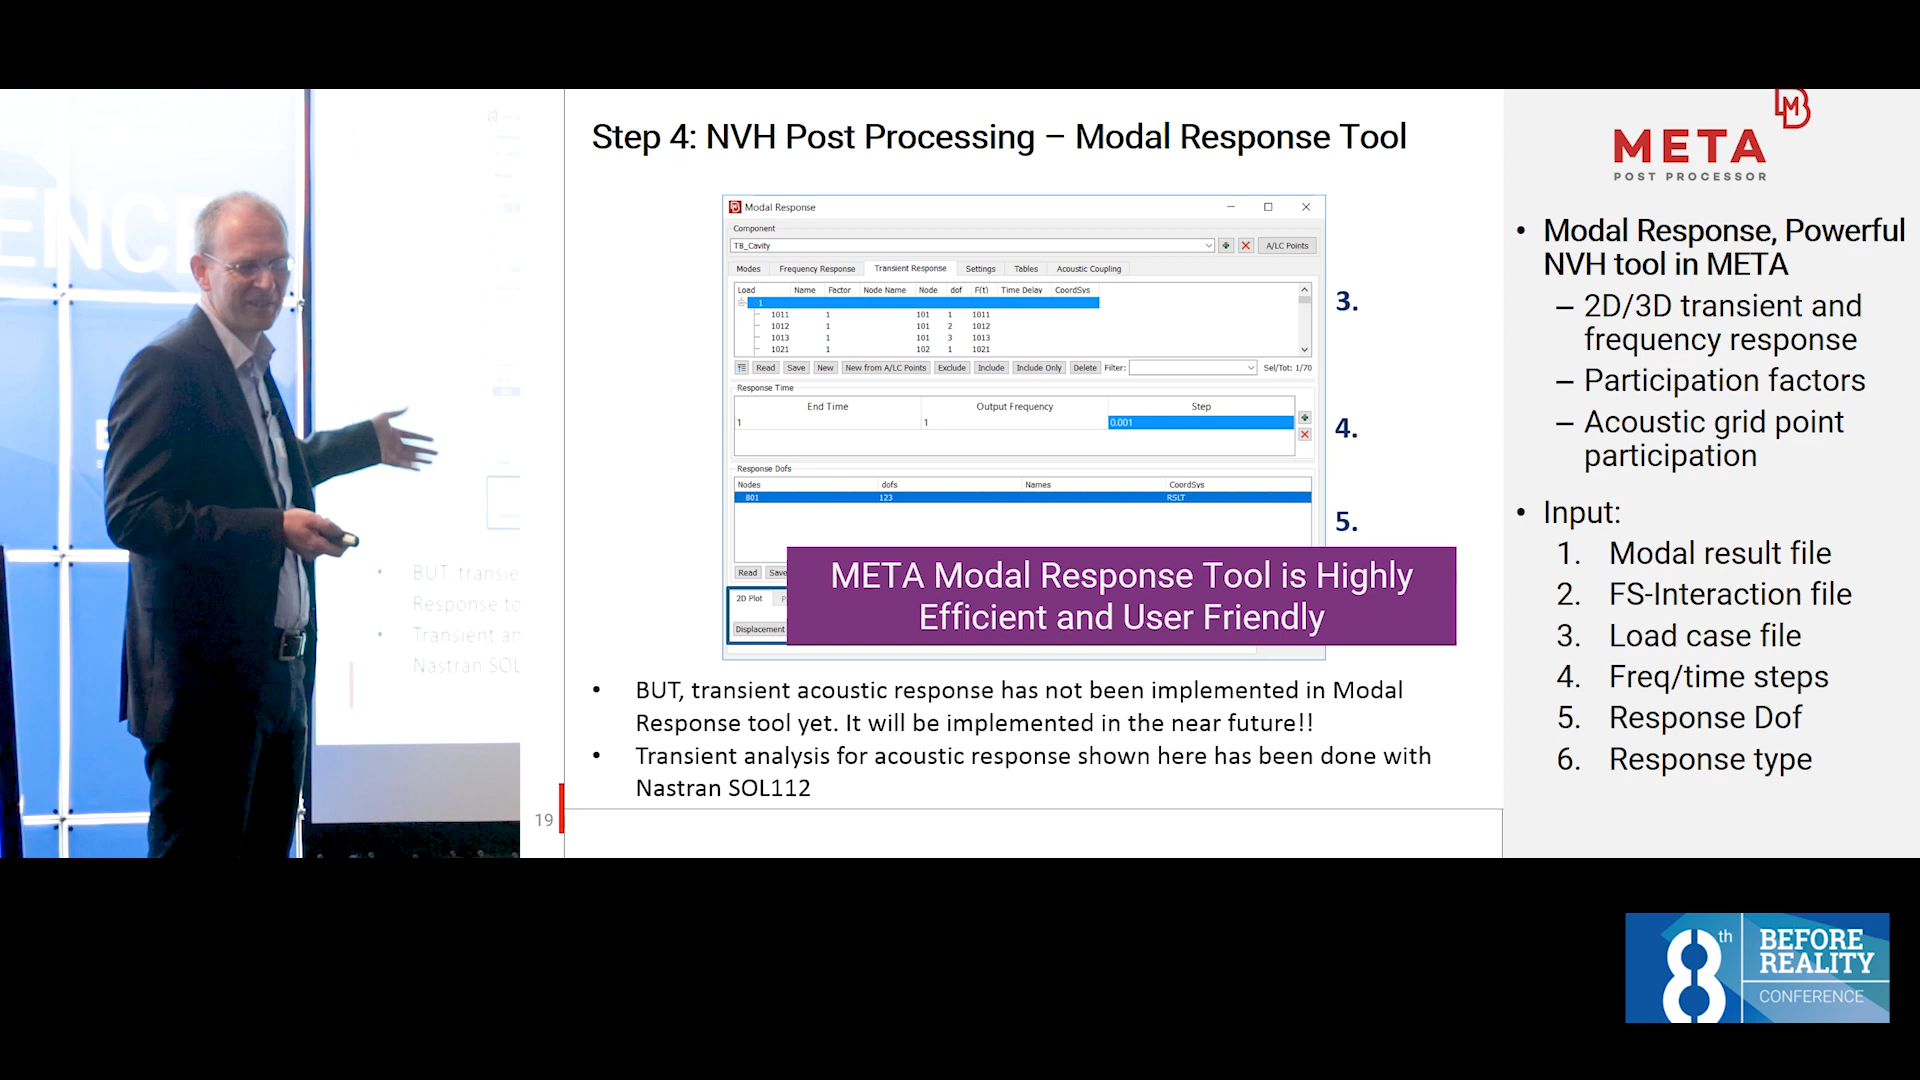 ENCE
BUT, transie
Response to
Transient an
Nastran SOL
Step 4: NVH Post Processing – Modal Response Tool
Modal Response
Component
TB_Cavity
A/LC Points
Modes Frequency Response Transient Response Settings Tables Acoustic Coupling
Load Name Factor Node Name Node dof F(t) Time Delay CoordSys
1
1011 1 101 1 1011
1012 1 101 2 1012
1013 1 101 3 1013
1021 1 102 1 1021
Read Save New New from A/LC Points Exclude Include Include Only Delete Filter: Sel/Tot: 1/70
Response Time
End Time Output Frequency Step
1 1 0.001
Response Dofs
Nodes dofs Names CoordSys
801 123 RSLT
Read Save
2D Plot P
Displacement
3.
4.
5.
META Modal Response Tool is Highly
Efficient and User Friendly
• BUT, transient acoustic response has not been implemented in Modal
Response tool yet. It will be implemented in the near future!!
• Transient analysis for acoustic response shown here has been done with
Nastran SOL112
19
META
POST PROCESSOR
• Modal Response, Powerful
NVH tool in META
– 2D/3D transient and
frequency response
– Participation factors
– Acoustic grid point
participation
• Input:
1. Modal result file
2. FS-Interaction file
3. Load case file
4. Freq/time steps
5. Response Dof
6. Response type
8th
BEFORE
REALITY
CONFERENCE